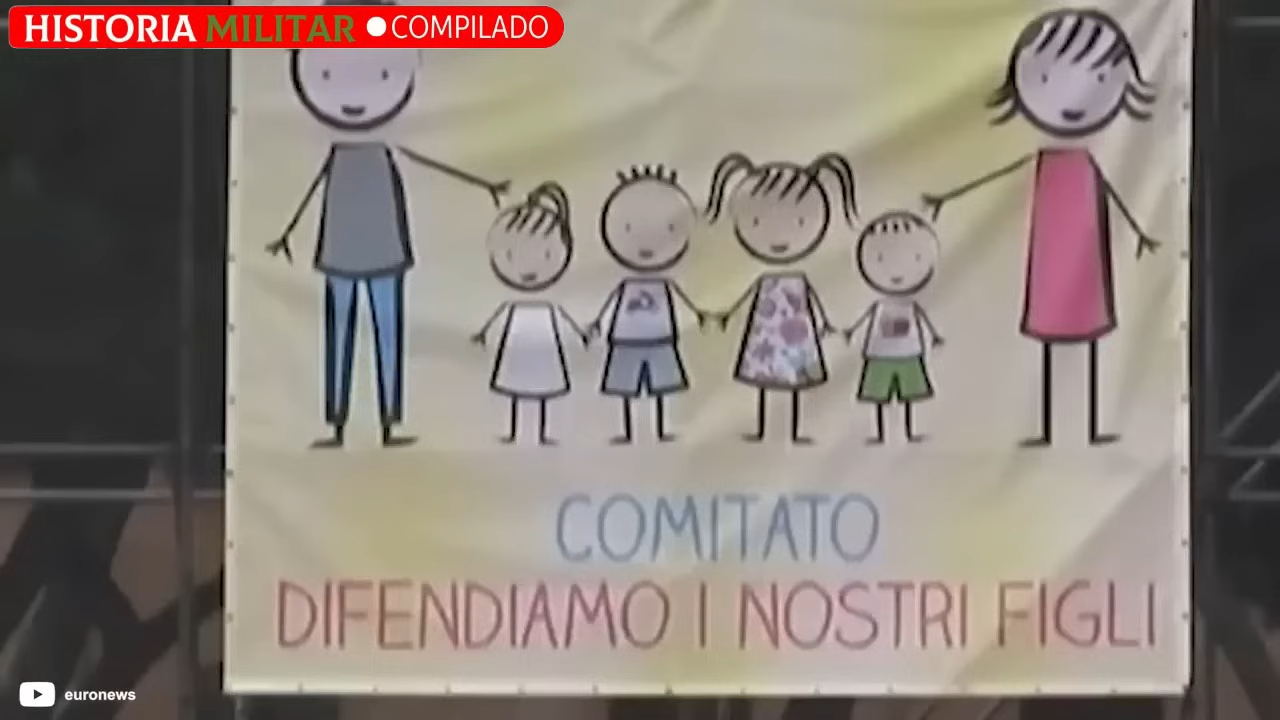 HISTORIA MILITAR COMPILADO
COMITATO
DIFENDIAMO I NOSTRI FIGLI
euronews